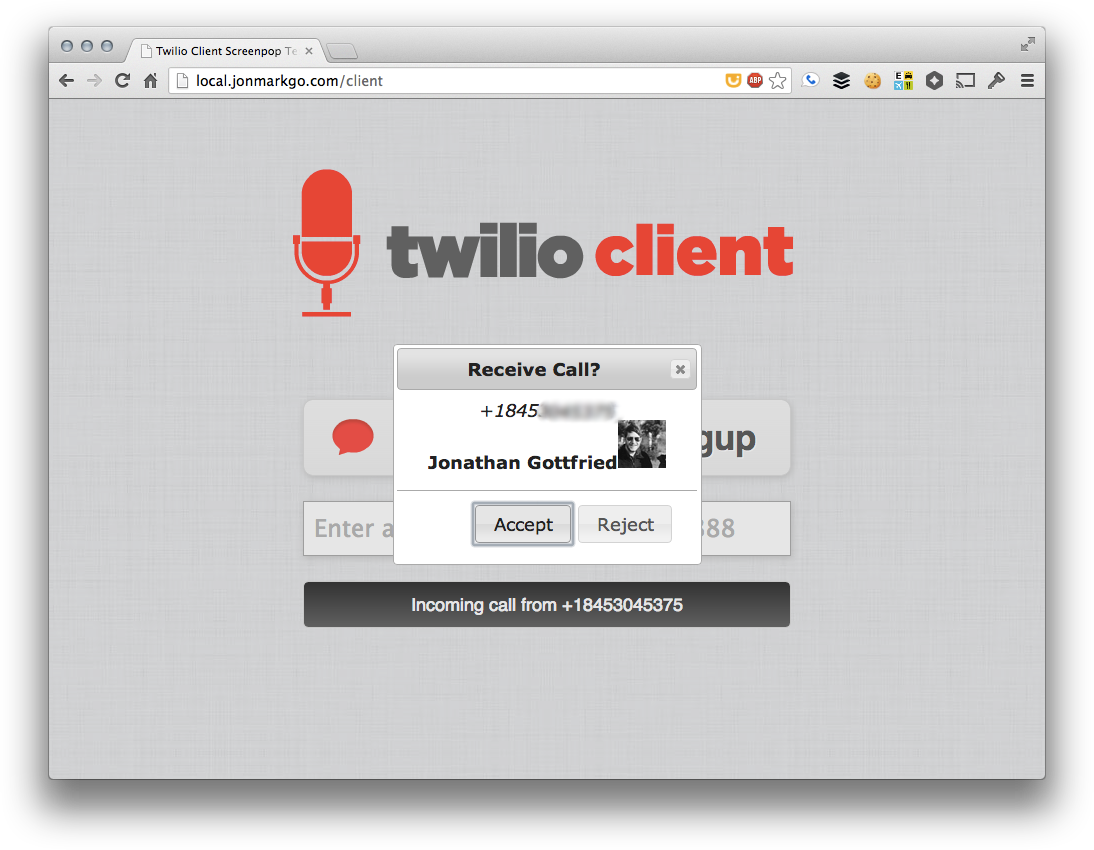 Twilio Client Screenpop Te
local.jonmarkgo.com/client
ABP
E
twilio client
Receive Call?
+1845
gup
Jonathan Gottfried
Accept Reject
Enter a 888
Incoming call from +18453045375